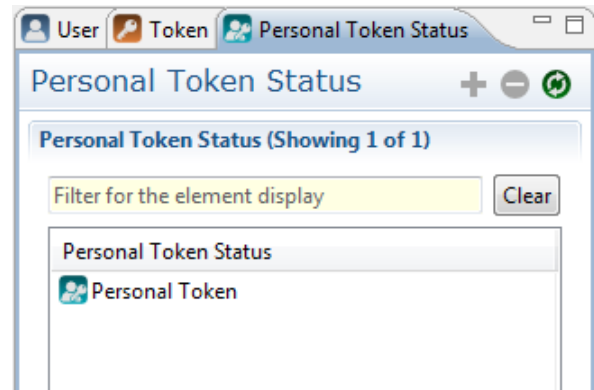 User Token Personal Token Status
Personal Token Status
Personal Token Status (Showing 1 of 1)
Filter for the element display Clear
Personal Token Status
Personal Token